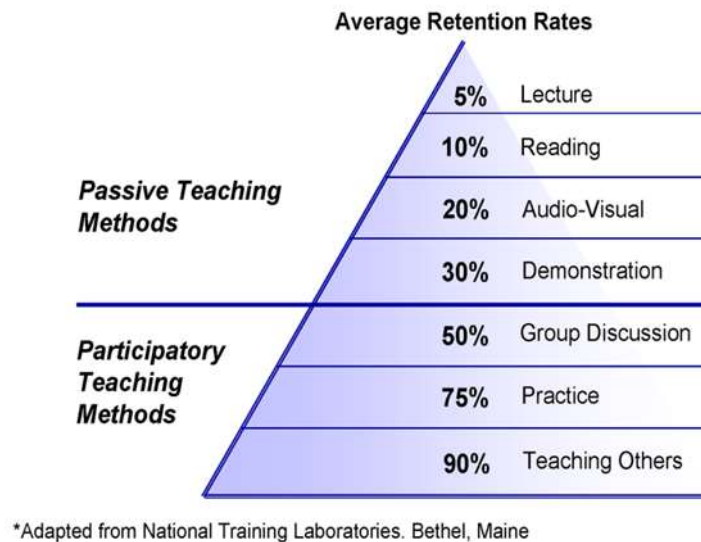 Average Retention Rates
5% Lecture
10% Reading
Passive Teaching
Methods
20% Audio-Visual
30% Demonstration
50% Group Discussion
Participatory
Teaching
Methods
75% Practice
90% Teaching Others
*Adapted from National Training Laboratories. Bethel, Maine